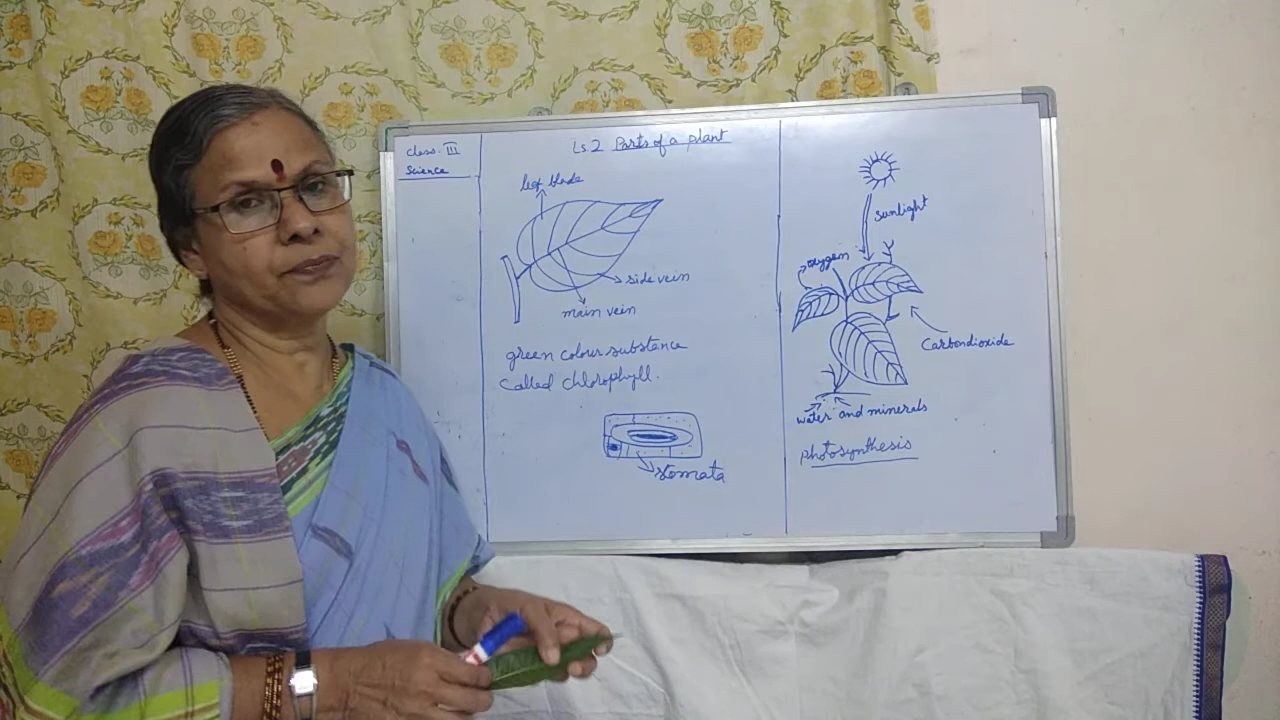 Class. III
Science
Ls 2 Parts of a plant
leaf blade
side vein
main vein
green colour substance
Called chlorophyll.
stomata
sunlight
oxygen
Carbondioxide
water and minerals
Photosynthesis